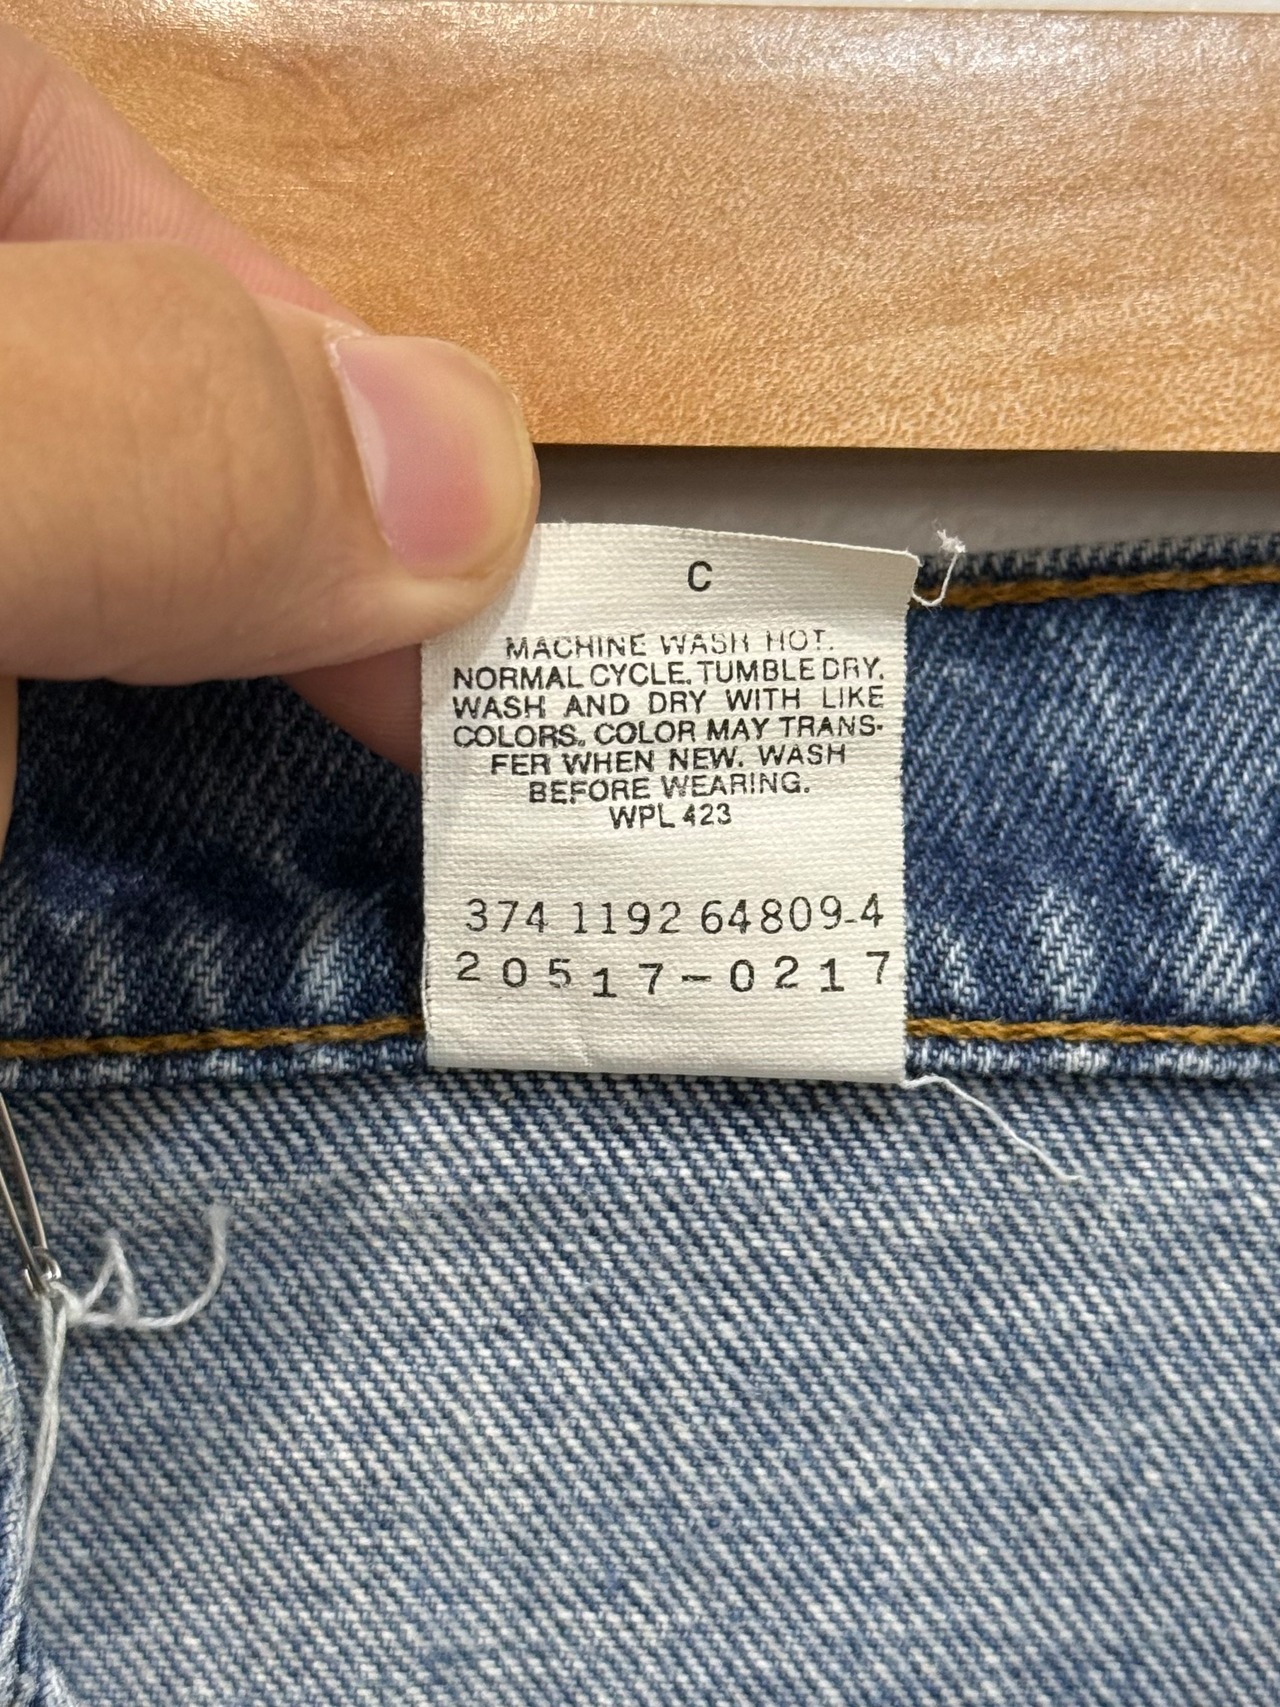 C
MACHINE WASH HOT.
NORMAL CYCLE. TUMBLE DRY.
WASH AND DRY WITH LIKE
COLORS. COLOR MAY TRANS-
FER WHEN NEW. WASH
BEFORE WEARING.
WPL 423
374 1192 64809-4
20517-0217